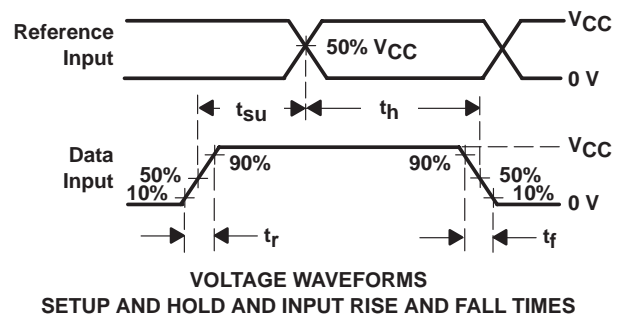 Reference
Input
50% VCC
VCC
0 V
tsu
th
Data
Input
50%
10%
90%
90%
VCC
50%
10%
0 V
tr
tf
VOLTAGE WAVEFORMS
SETUP AND HOLD AND INPUT RISE AND FALL TIMES